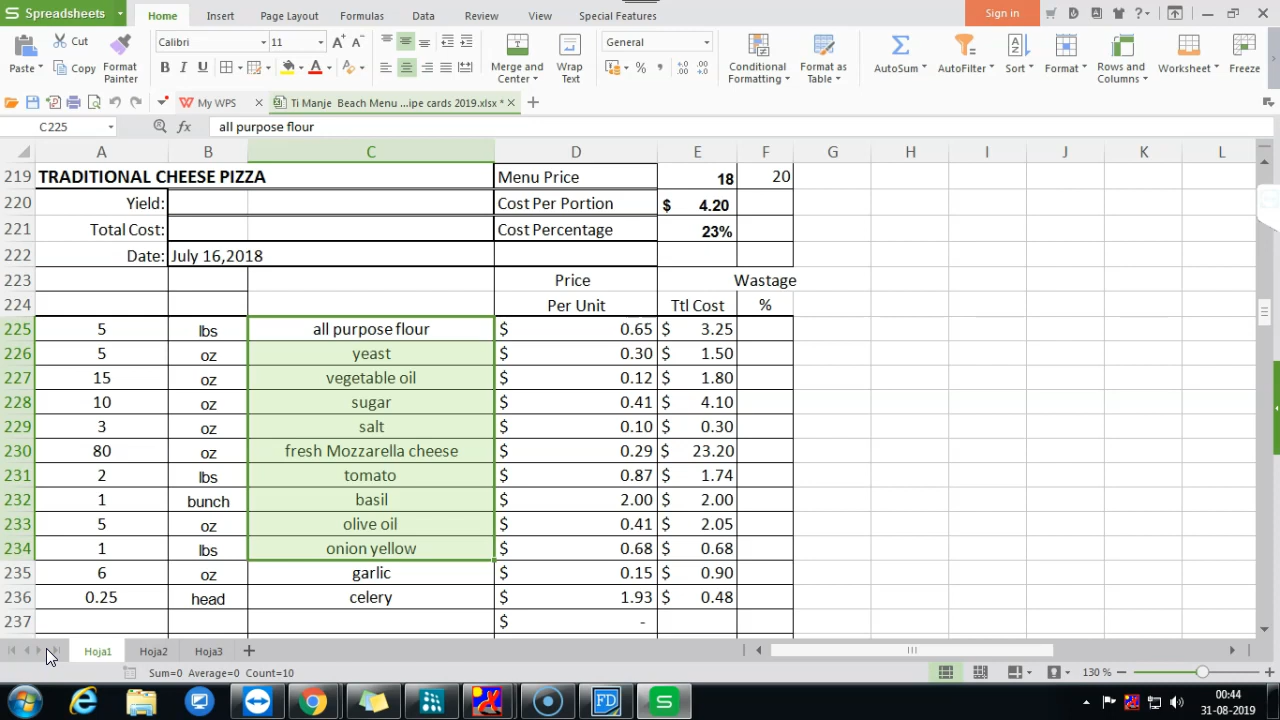 Spreadsheets Home Insert Page Layout Formulas Data Review View Special Features Sign in
Cut Calibri 11 General
Paste Copy Format Painter B I U Merge and Center Wrap Text % Conditional Formatting Format as Table AutoSum AutoFilter Sort Format Rows and Columns Worksheet Freeze
My WPS Ti Manje Beach Menu ...ipe cards 2019.xlsx *
C225 fx all purpose flour
A B C D E F G H I J K L
219 TRADITIONAL CHEESE PIZZA Menu Price 18 20
220 Yield: Cost Per Portion $ 4.20
221 Total Cost: Cost Percentage 23%
222 Date: July 16,2018
223 Price Wastage
224 Per Unit Ttl Cost %
225 5 lbs all purpose flour $ 0.65 $ 3.25
226 5 oz yeast $ 0.30 $ 1.50
227 15 oz vegetable oil $ 0.12 $ 1.80
228 10 oz sugar $ 0.41 $ 4.10
229 3 oz salt $ 0.10 $ 0.30
230 80 oz fresh Mozzarella cheese $ 0.29 $ 23.20
231 2 lbs tomato $ 0.87 $ 1.74
232 1 bunch basil $ 2.00 $ 2.00
233 5 oz olive oil $ 0.41 $ 2.05
234 1 lbs onion yellow $ 0.68 $ 0.68
235 6 oz garlic $ 0.15 $ 0.90
236 0.25 head celery $ 1.93 $ 0.48
237 $ -
Hoja1 Hoja2 Hoja3
Sum=0 Average=0 Count=10 130 %
FD 00:44
31-08-2019